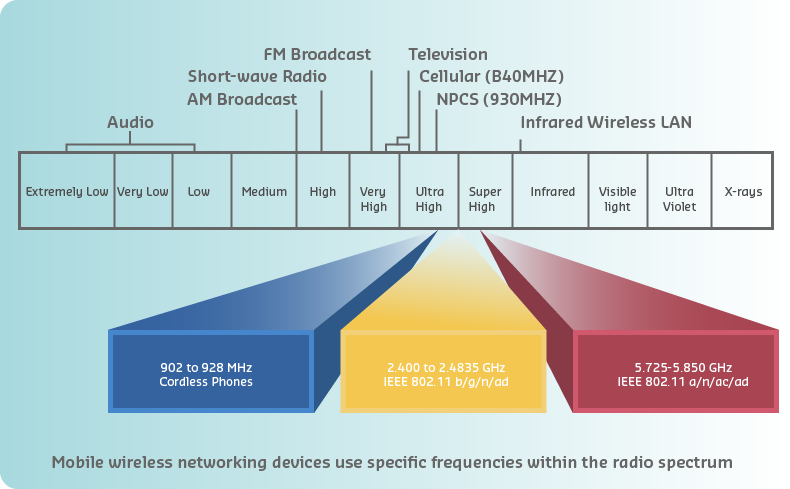 FM Broadcast
Television
Short-wave Radio
Cellular (B40MHZ)
AM Broadcast
NPCS (930MHZ)
Audio
Infrared Wireless LAN
Extremely Low
Very Low
Low
Medium
High
Very
High
Ultra
High
Super
High
Infrared
Visible
light
Ultra
Violet
X-rays
902 to 928 MHz
Cordless Phones
2.400 to 2.4835 GHz
IEEE 802.11 b/g/n/ad
5.725-5.850 GHz
IEEE 802.11 a/n/ac/ad
Mobile wireless networking devices use specific frequencies within the radio spectrum